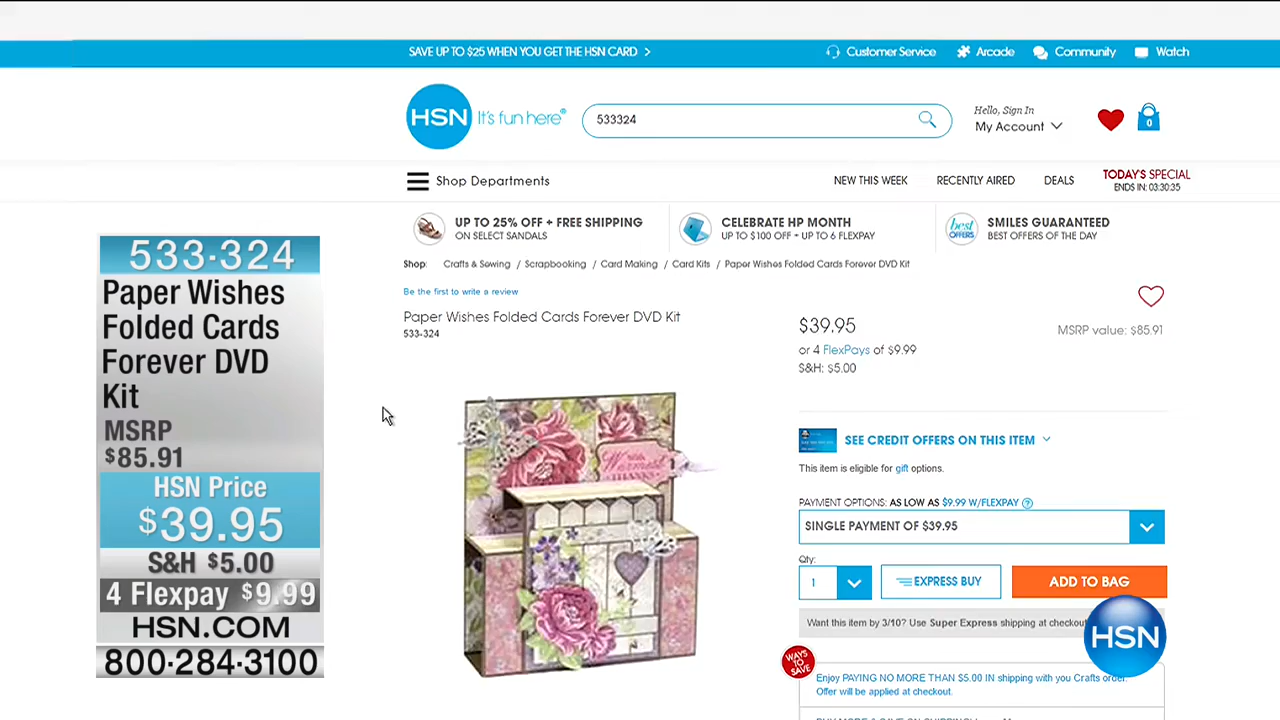 SAVE UP TO $25 WHEN YOU GET THE HSN CARD >
Customer Service
Arcade
Community
Watch
HSN It's fun here®
533324
Hello, Sign In
My Account
0
Shop Departments
NEW THIS WEEK
RECENTLY AIRED
DEALS
TODAY'S SPECIAL
ENDS IN: 03:30:35
UP TO 25% OFF + FREE SHIPPING
ON SELECT SANDALS
CELEBRATE HP MONTH
UP TO $100 OFF + UP TO 6 FLEXPAY
best
OFFERS
SMILES GUARANTEED
BEST OFFERS OF THE DAY
Shop: Crafts & Sewing / Scrapbooking / Card Making / Card Kits / Paper Wishes Folded Cards Forever DVD Kit
Be the first to write a review
Paper Wishes Folded Cards Forever DVD Kit
533-324
533-324
Paper Wishes
Folded Cards
Forever DVD
Kit
MSRP
$85.91
HSN Price
$39.95
S&H $5.00
4 Flexpay $9.99
HSN.COM
800-284-3100
Warmest
THANKS
$39.95
MSRP value: $85.91
or 4 FlexPays of $9.99
S&H: $5.00
SEE CREDIT OFFERS ON THIS ITEM
This item is eligible for gift options.
PAYMENT OPTIONS: AS LOW AS $9.99 W/FLEXPAY ?
SINGLE PAYMENT OF $39.95
Qty:
1
EXPRESS BUY
ADD TO BAG
Want this item by 3/10? Use Super Express shipping at checkout
HSN
WAYS
TO
SAVE
Enjoy PAYING NO MORE THAN $5.00 IN shipping with you Crafts order.
Offer will be applied at checkout.